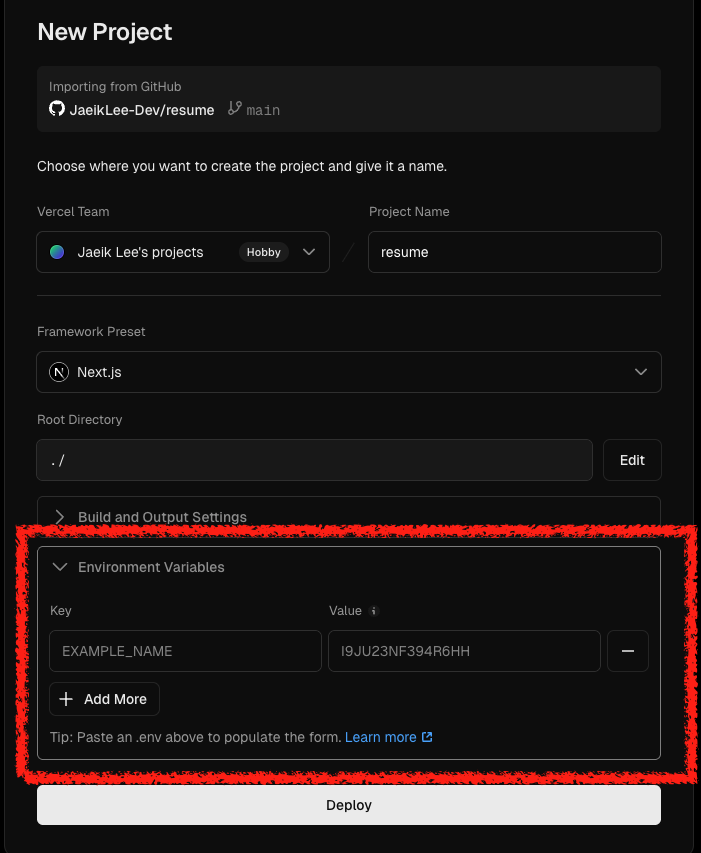 New Project
Importing from GitHub
JaeikLee-Dev/resume main
Choose where you want to create the project and give it a name.
Vercel Team
Project Name
Jaeik Lee's projects Hobby
resume
Framework Preset
Next.js
Root Directory
./
Edit
Build and Output Settings
Environment Variables
Key
Value
EXAMPLE_NAME
I9JU23NF394R6HH
Add More
Tip: Paste an .env above to populate the form. Learn more
Deploy